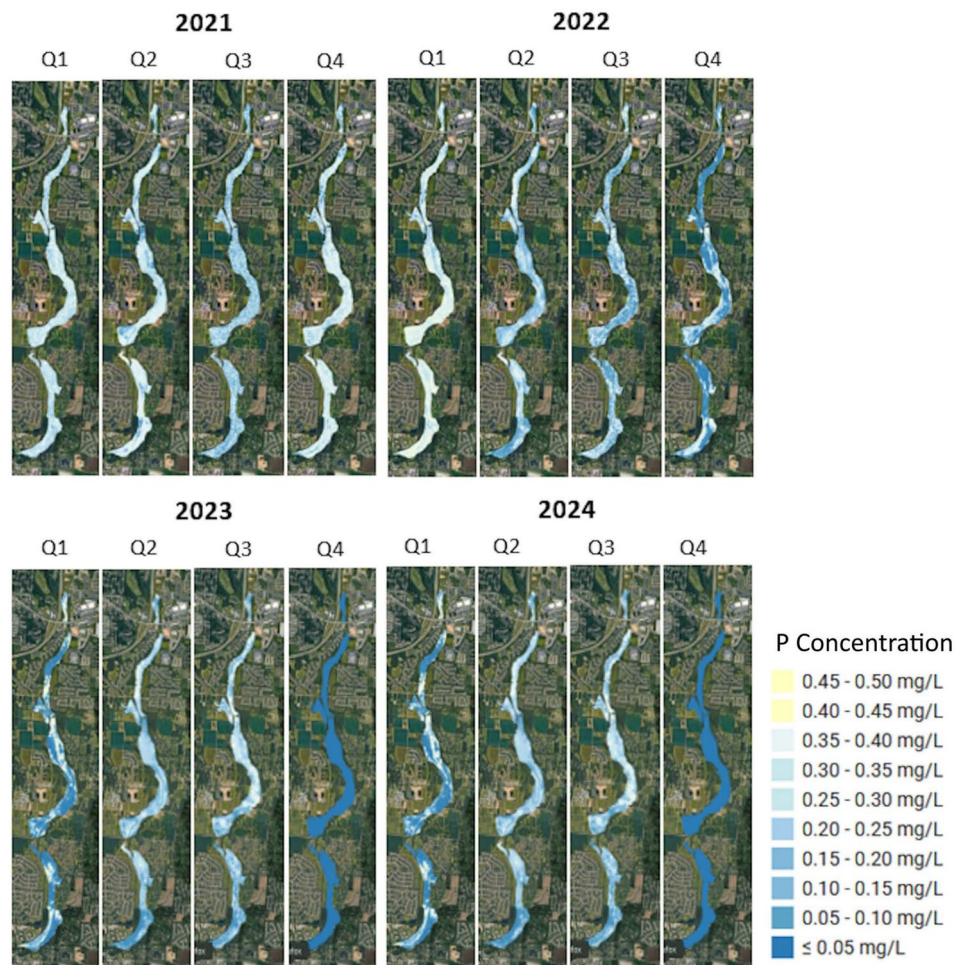 2021
2022
Q1 Q2 Q3 Q4 Q1 Q2 Q3 Q4
2023
2024
Q1 Q2 Q3 Q4 Q1 Q2 Q3 Q4
P Concentration
0.45 - 0.50 mg/L
0.40 - 0.45 mg/L
0.35 - 0.40 mg/L
0.30 - 0.35 mg/L
0.25 - 0.30 mg/L
0.20 - 0.25 mg/L
0.15 - 0.20 mg/L
0.10 - 0.15 mg/L
0.05 - 0.10 mg/L
≤ 0.05 mg/L